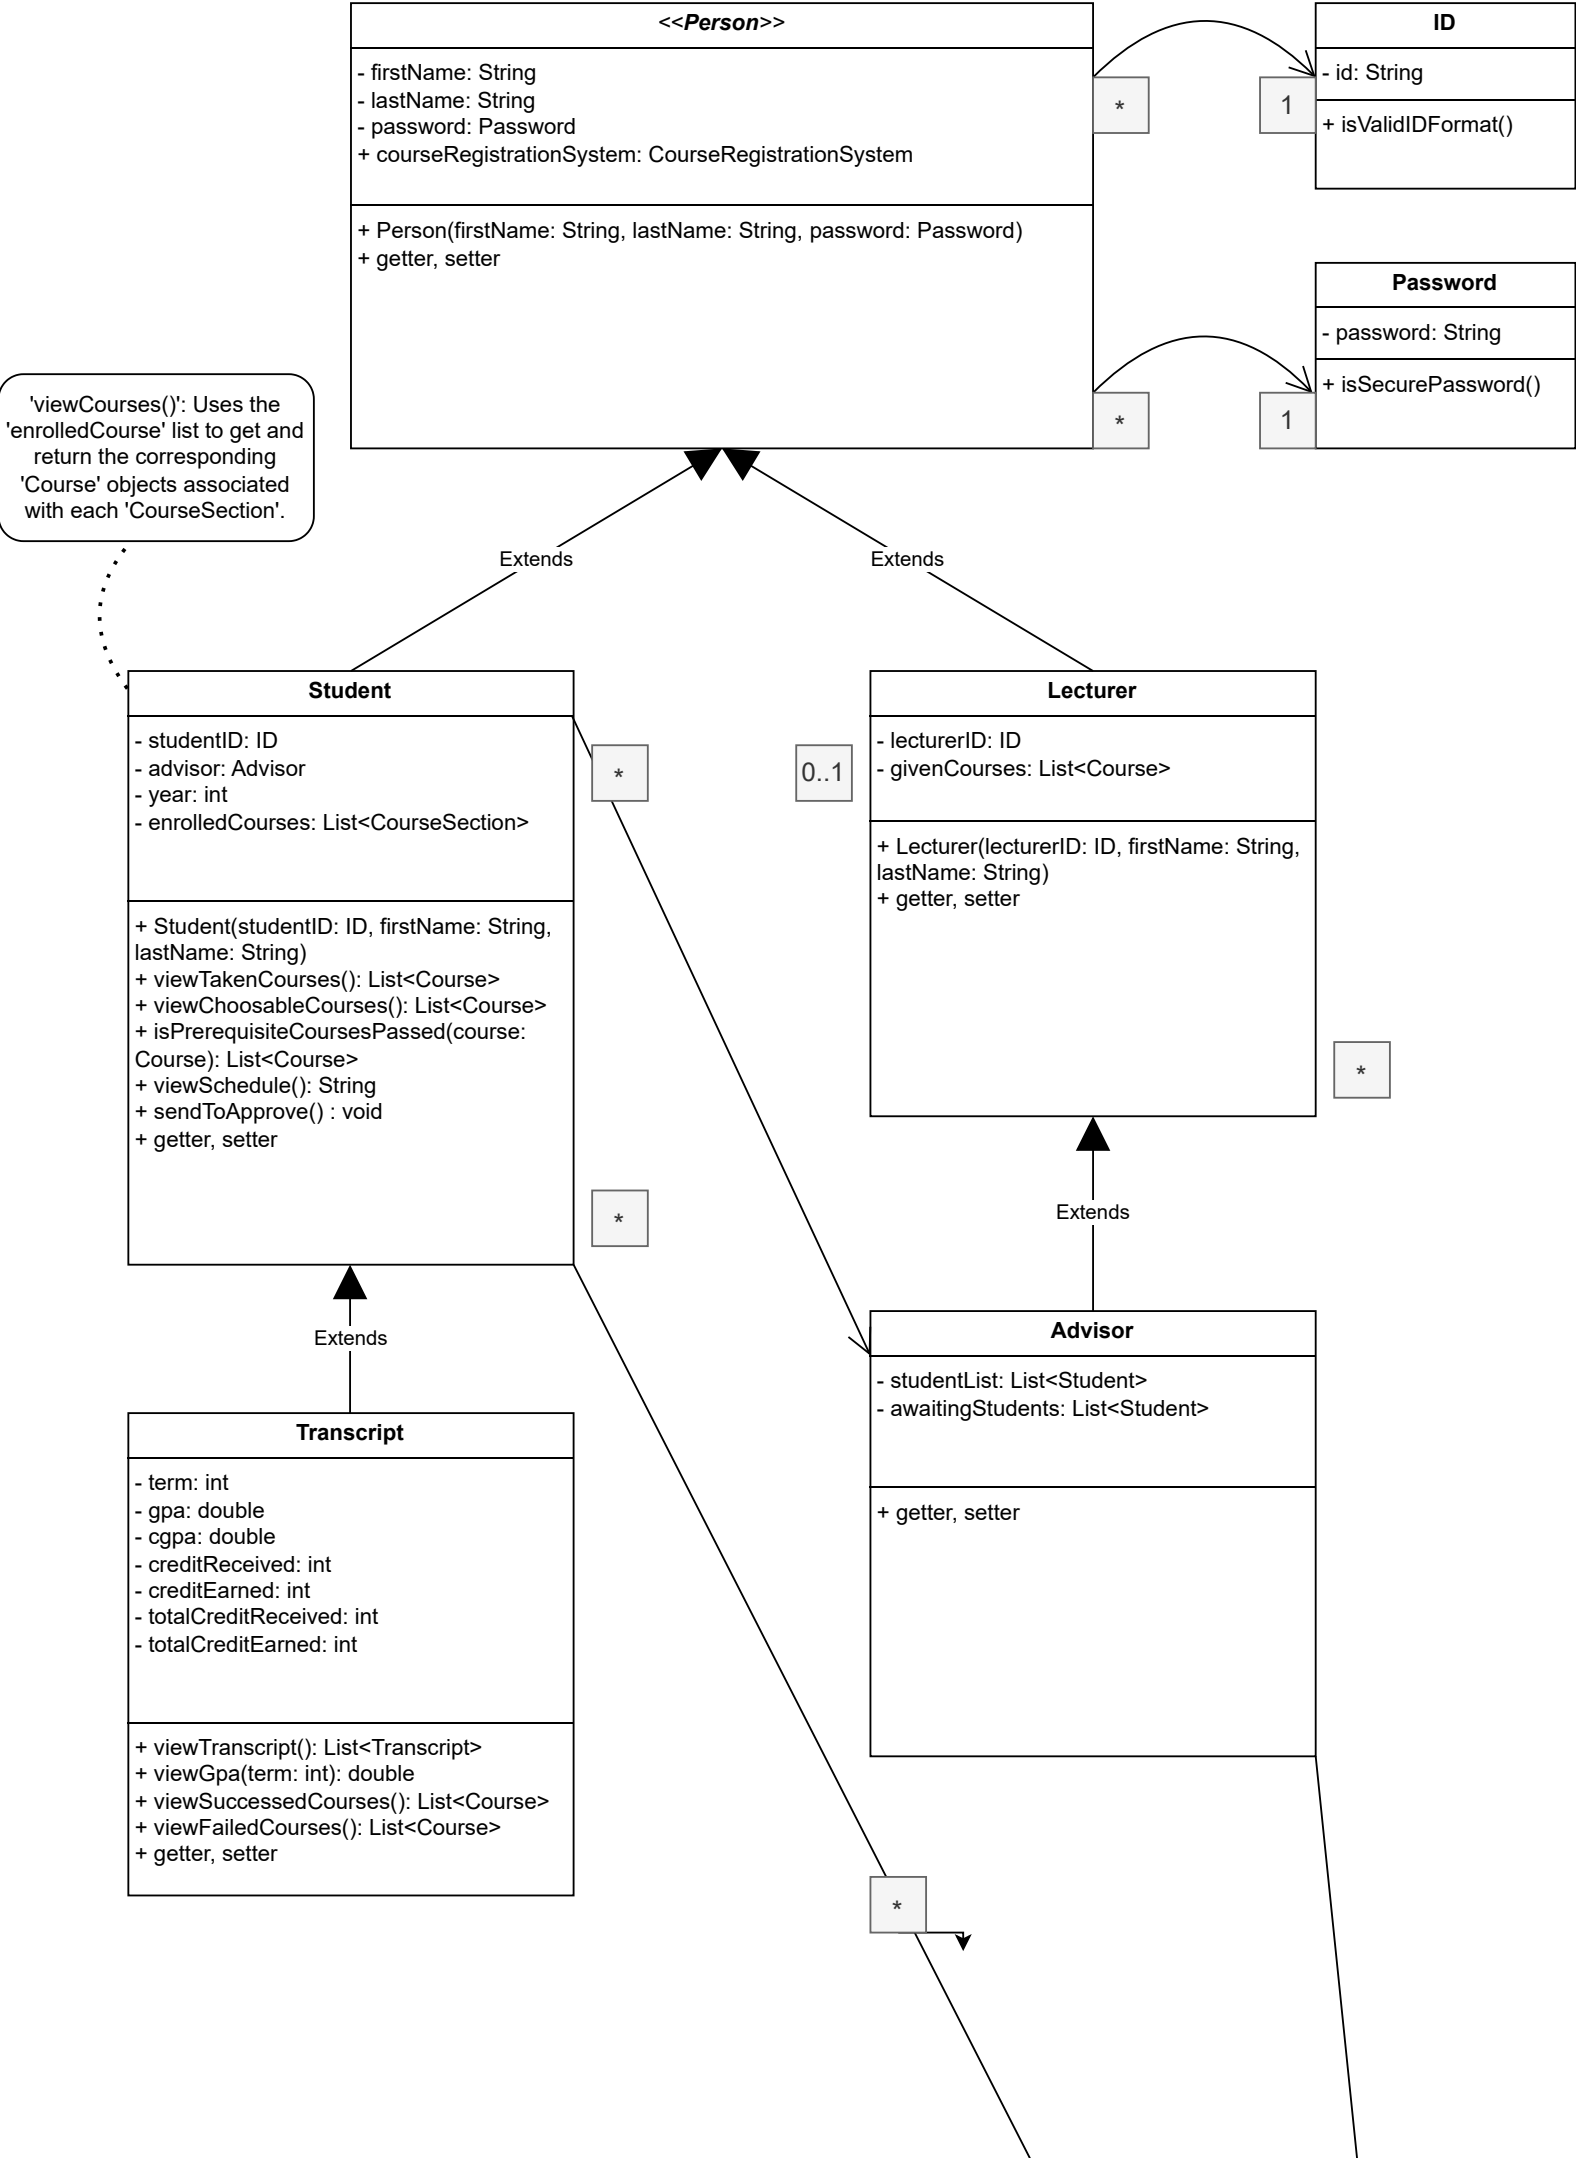 <<Person>>
- firstName: String
- lastName: String
- password: Password
+ courseRegistrationSystem: CourseRegistrationSystem
+ Person(firstName: String, lastName: String, password: Password)
+ getter, setter
*
1
ID
- id: String
+ isValidIDFormat()
Password
- password: String
+ isSecurePassword()
*
1
'viewCourses()': Uses the
'enrolledCourse' list to get and
return the corresponding
'Course' objects associated
with each 'CourseSection'.
Extends
Extends
Student
- studentID: ID
- advisor: Advisor
- year: int
- enrolledCourses: List<CourseSection>
+ Student(studentID: ID, firstName: String,
lastName: String)
+ viewTakenCourses(): List<Course>
+ viewChoosableCourses(): List<Course>
+ isPrerequisiteCoursesPassed(course:
Course): List<Course>
+ viewSchedule(): String
+ sendToApprove() : void
+ getter, setter
*
0..1
Lecturer
- lecturerID: ID
- givenCourses: List<Course>
+ Lecturer(lecturerID: ID, firstName: String,
lastName: String)
+ getter, setter
*
*
Extends
Extends
Transcript
- term: int
- gpa: double
- cgpa: double
- creditReceived: int
- creditEarned: int
- totalCreditReceived: int
- totalCreditEarned: int
+ viewTranscript(): List<Transcript>
+ viewGpa(term: int): double
+ viewSuccessedCourses(): List<Course>
+ viewFailedCourses(): List<Course>
+ getter, setter
Advisor
- studentList: List<Student>
- awaitingStudents: List<Student>
+ getter, setter
*